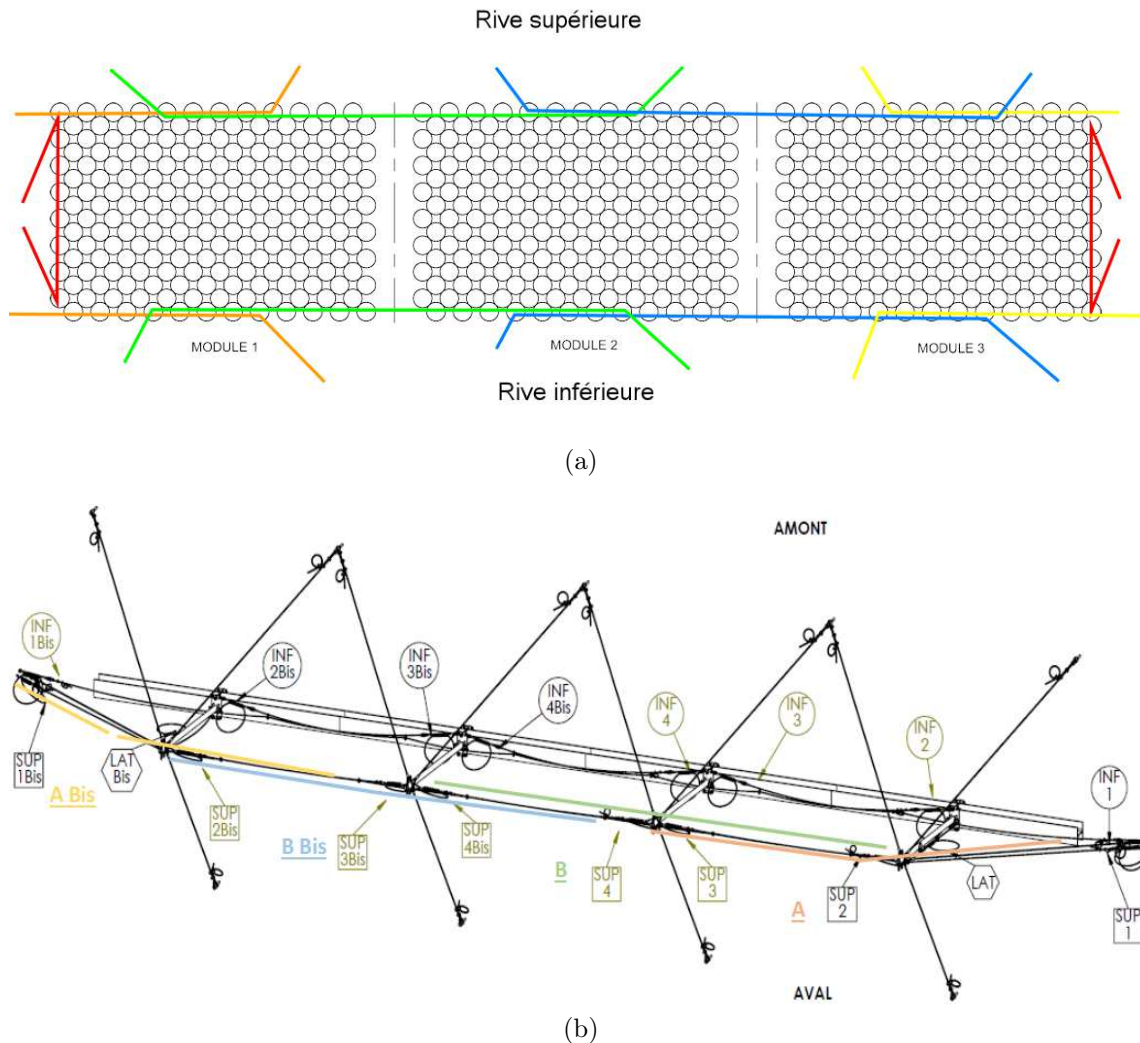 Rive supérieure
MODULE 1
MODULE 2
MODULE 3
Rive inférieure
(a)
AMONT
INF
1Bis
INF
2Bis
INF
3Bis
INF
4Bis
INF
4
INF
3
INF
2
INF
1
SUP
1Bis
A Bis
LAT
Bis
SUP
2Bis
B Bis
SUP
3Bis
SUP
4Bis
B
SUP
4
SUP
3
A
SUP
2
LAT
SUP
1
AVAL
(b)